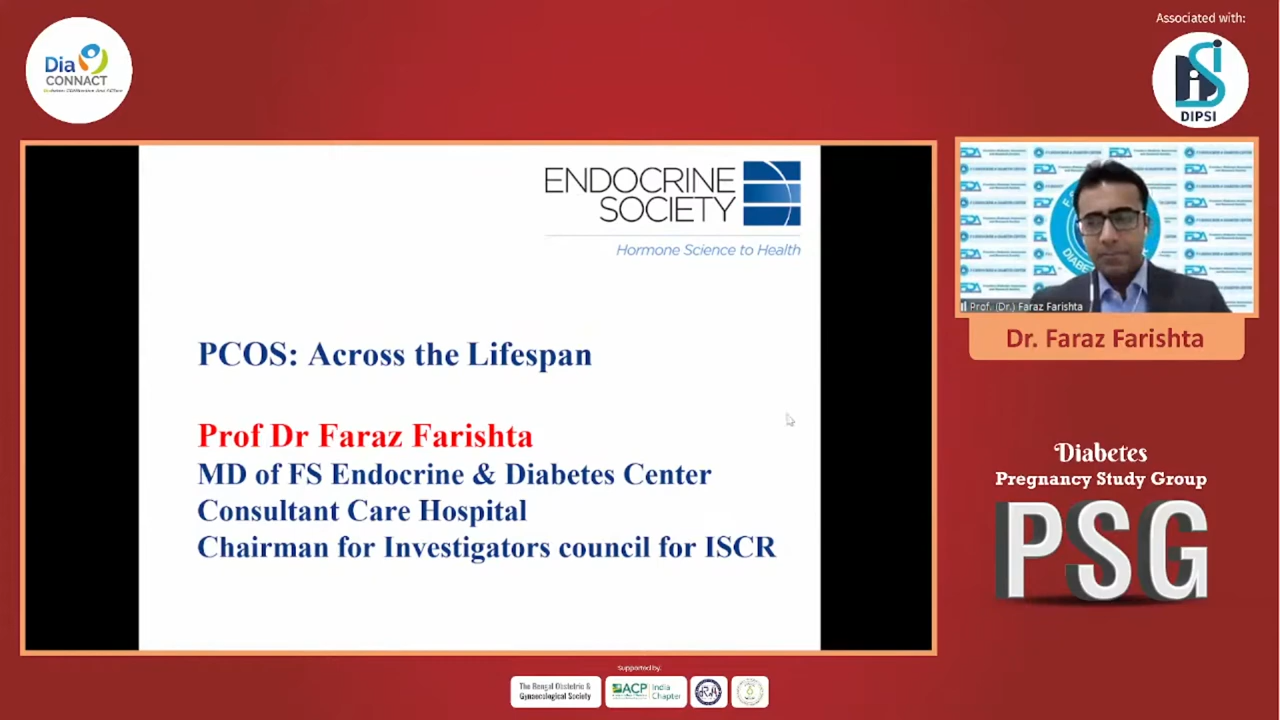 Dia
CONNACT
Associated with:
DIPSI
ENDOCRINE
SOCIETY
Hormone Science to Health
PCOS: Across the Lifespan
Prof Dr Faraz Farishta
MD of FS Endocrine & Diabetes Center
Consultant Care Hospital
Chairman for Investigators council for ISCR
Prof. (Dr.) Faraz Farishta
Dr. Faraz Farishta
Diabetes
Pregnancy Study Group
PSG
Supported by:
The Bengal Obstetric &
Gynaecological Society
ACP India
Chapter